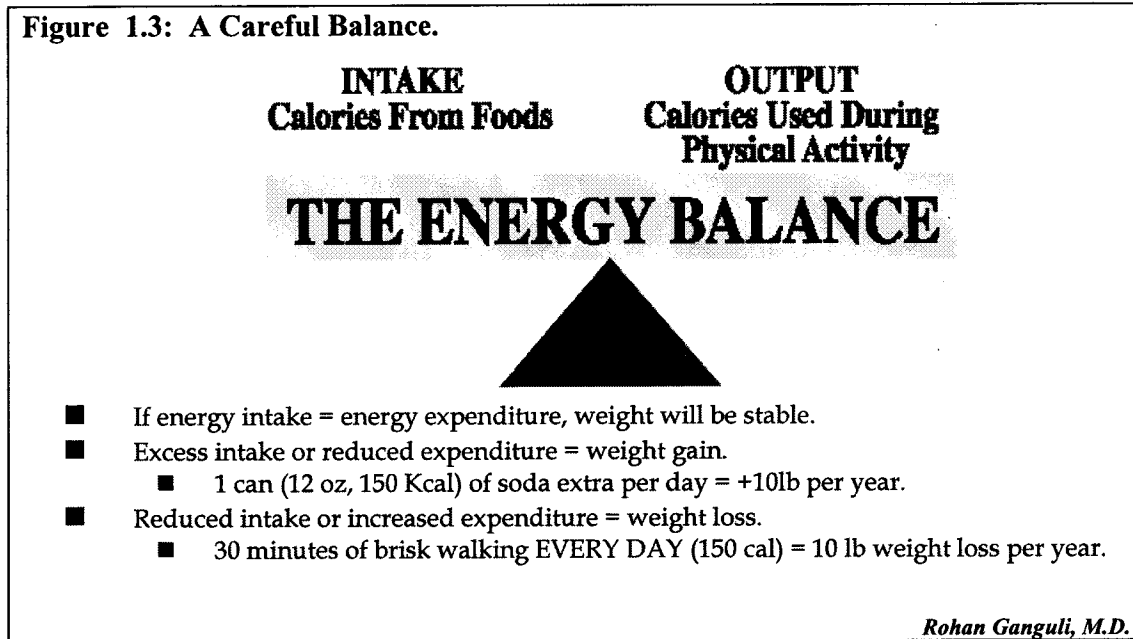 Figure 1.3: A Careful Balance.
INTAKE
Calories From Foods
OUTPUT
Calories Used During
Physical Activity
THE ENERGY BALANCE
■ If energy intake = energy expenditure, weight will be stable.
■ Excess intake or reduced expenditure = weight gain.
■ 1 can (12 oz, 150 Kcal) of soda extra per day = +10lb per year.
■ Reduced intake or increased expenditure = weight loss.
■ 30 minutes of brisk walking EVERY DAY (150 cal) = 10 lb weight loss per year.
Rohan Ganguli, M.D.